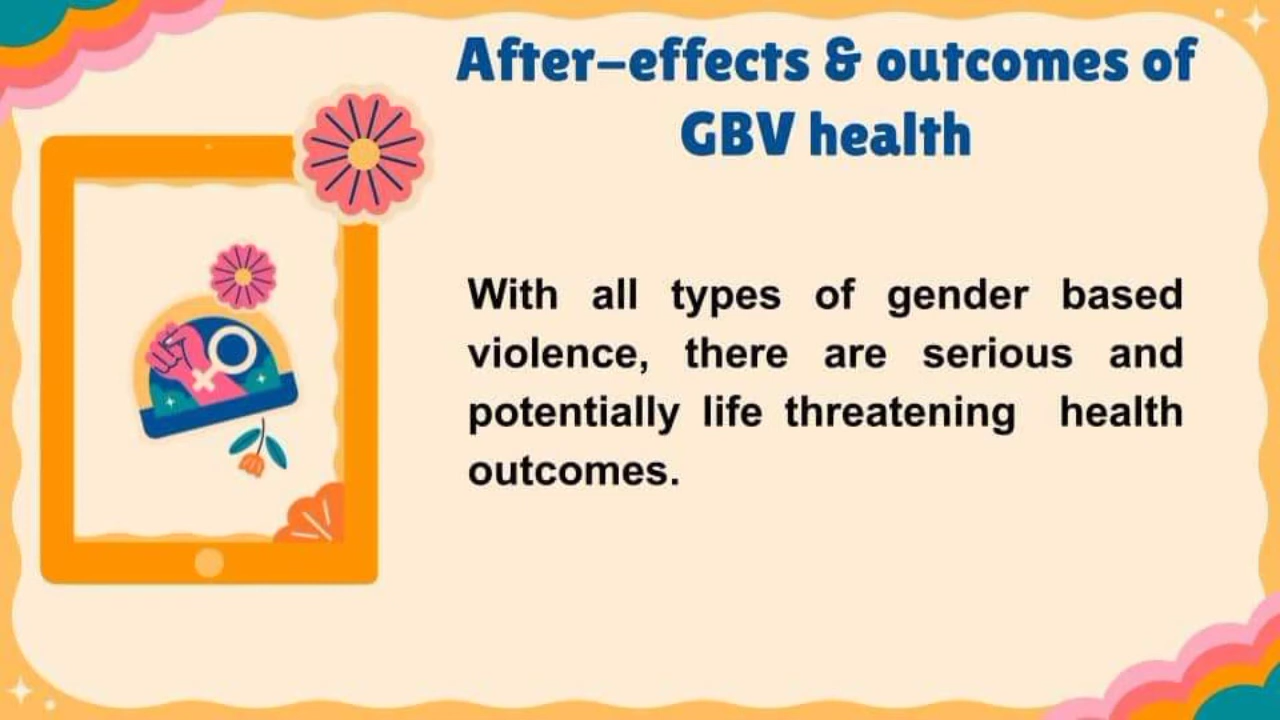 After-effects & outcomes of
GBV health
With all types of gender based
violence, there are serious and
potentially life threatening health
outcomes.